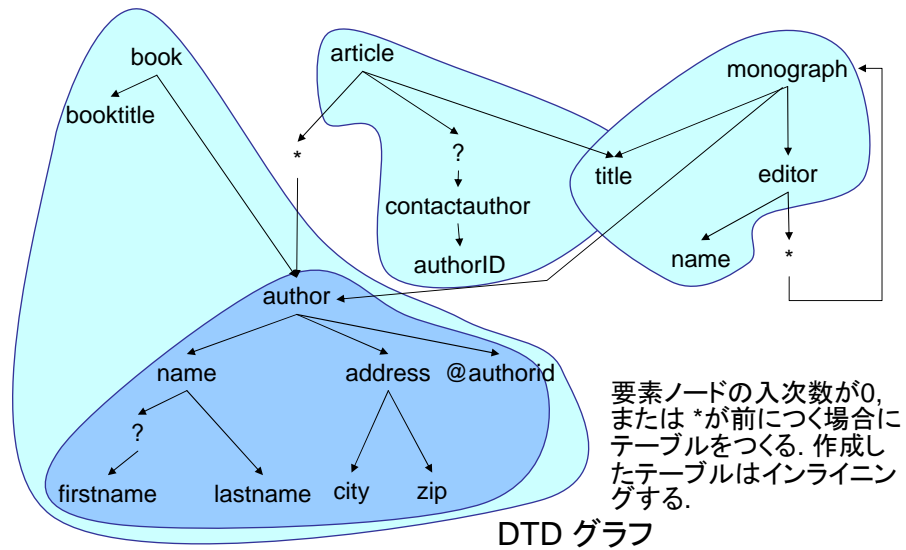 book
article
monograph
booktitle
*
?
title
editor
contactauthor
name
*
authorID
author
name
address
@authorid
?
firstname
lastname
city
zip
要素ノードの入次数が0,
または *が前につく場合に
テーブルをつくる. 作成し
たテーブルはインライニン
グする.
DTD グラフ